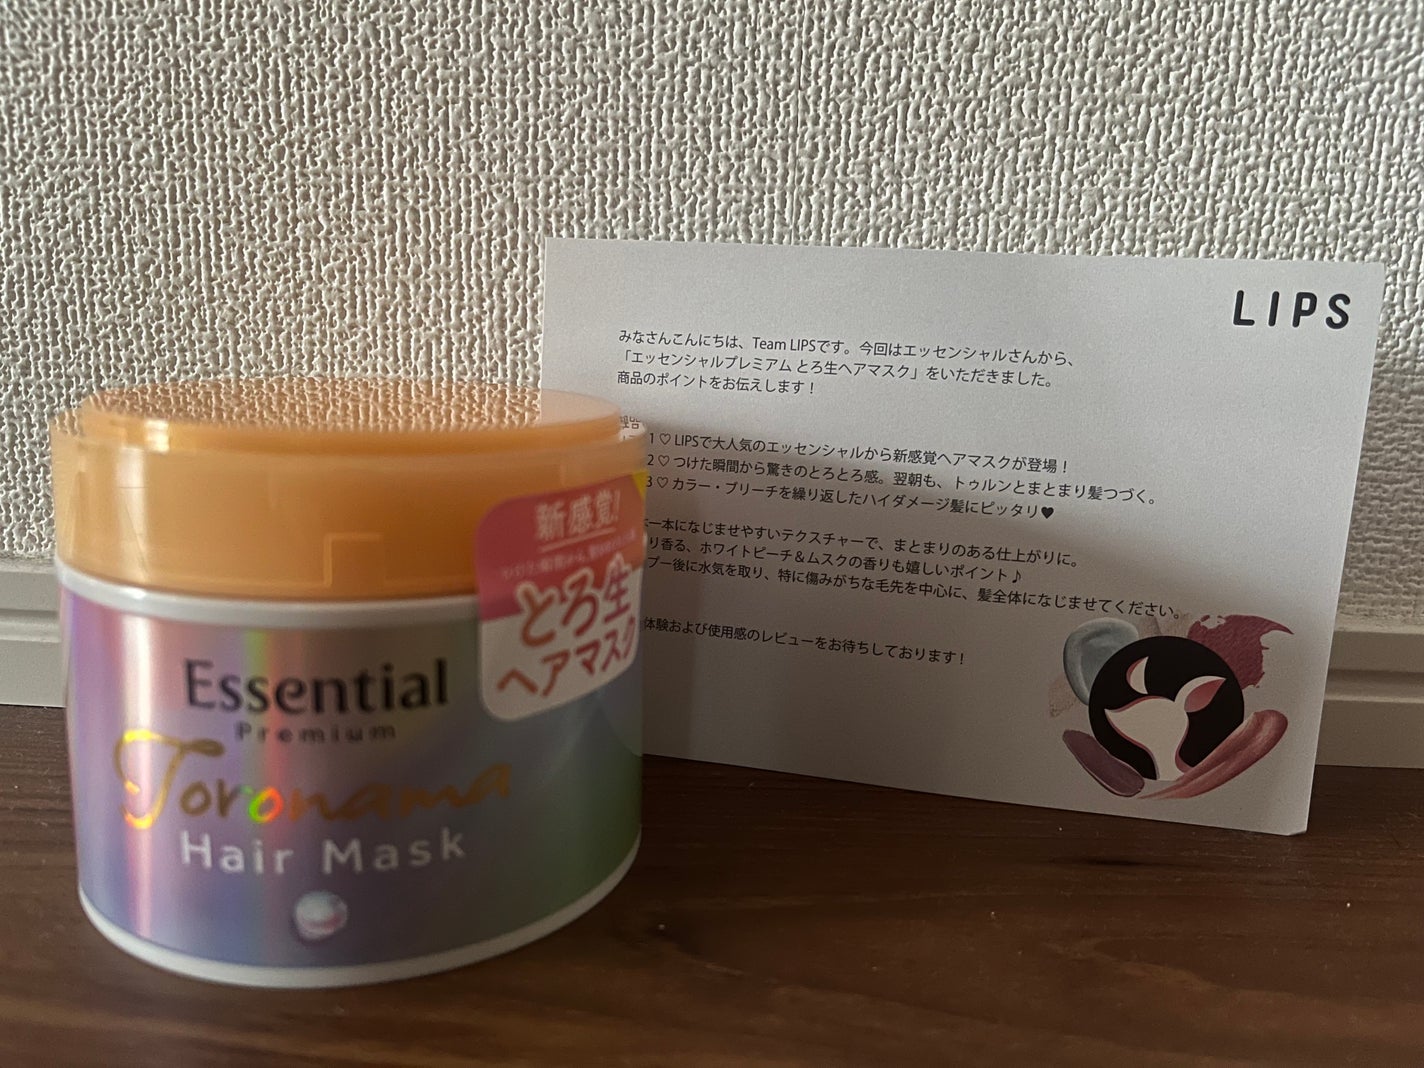 LIPS
みなさんこんにちは、Team LIPSです。今回はエッセンシャルさんから、
「エッセンシャルプレミアム とろ生ヘアマスク」をいただきました。
商品のポイントをお伝えします！
1 ♡ LIPSで大人気のエッセンシャルから新感覚ヘアマスクが登場！
2 ♡ つけた瞬間から驚きのとろとろ感。翌朝も、トゥルンとまとまり髪つづく。
3 ♡ カラー・ブリーチを繰り返したハイダメージ髪にピッタリ♥
一本になじませやすいテクスチャーで、まとまりのある仕上がりに。
り香る、ホワイトピーチ＆ムスクの香りも嬉しいポイント♪
プー後に水気を取り、特に傷みがちな毛先を中心に、髪全体になじませてください。
体験および使用感のレビューをお待ちしております！
新感覚!
とろ生
ヘアマスク
Essential
Premium
Toronama
Hair Mask